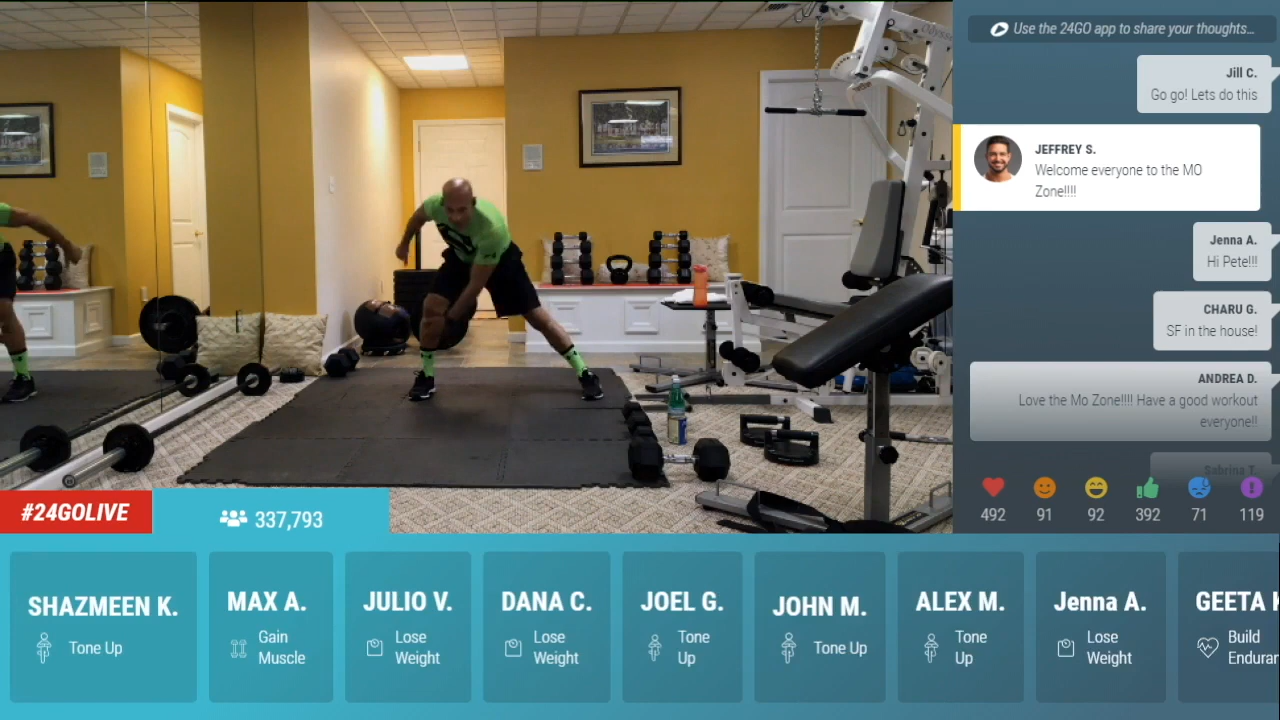 Use the 24GO app to share your thoughts...
Jill C.
Go go! Lets do this
JEFFREY S.
Welcome everyone to the MO
Zone!!!!
Jenna A.
Hi Pete!!!
CHARU G.
SF in the house!
ANDREA D.
Love the Mo Zone!!!! Have a good workout
everyone!!
Sabrina T.
492
91
92
392
71
119
#24GOLIVE
337,793
SHAZMEEN K.
Tone Up
MAX A.
Gain
Muscle
JULIO V.
Lose
Weight
DANA C.
Lose
Weight
JOEL G.
Tone
Up
JOHN M.
Tone Up
ALEX M.
Tone
Up
Jenna A.
Lose
Weight
GEETA K
Build
Enduran